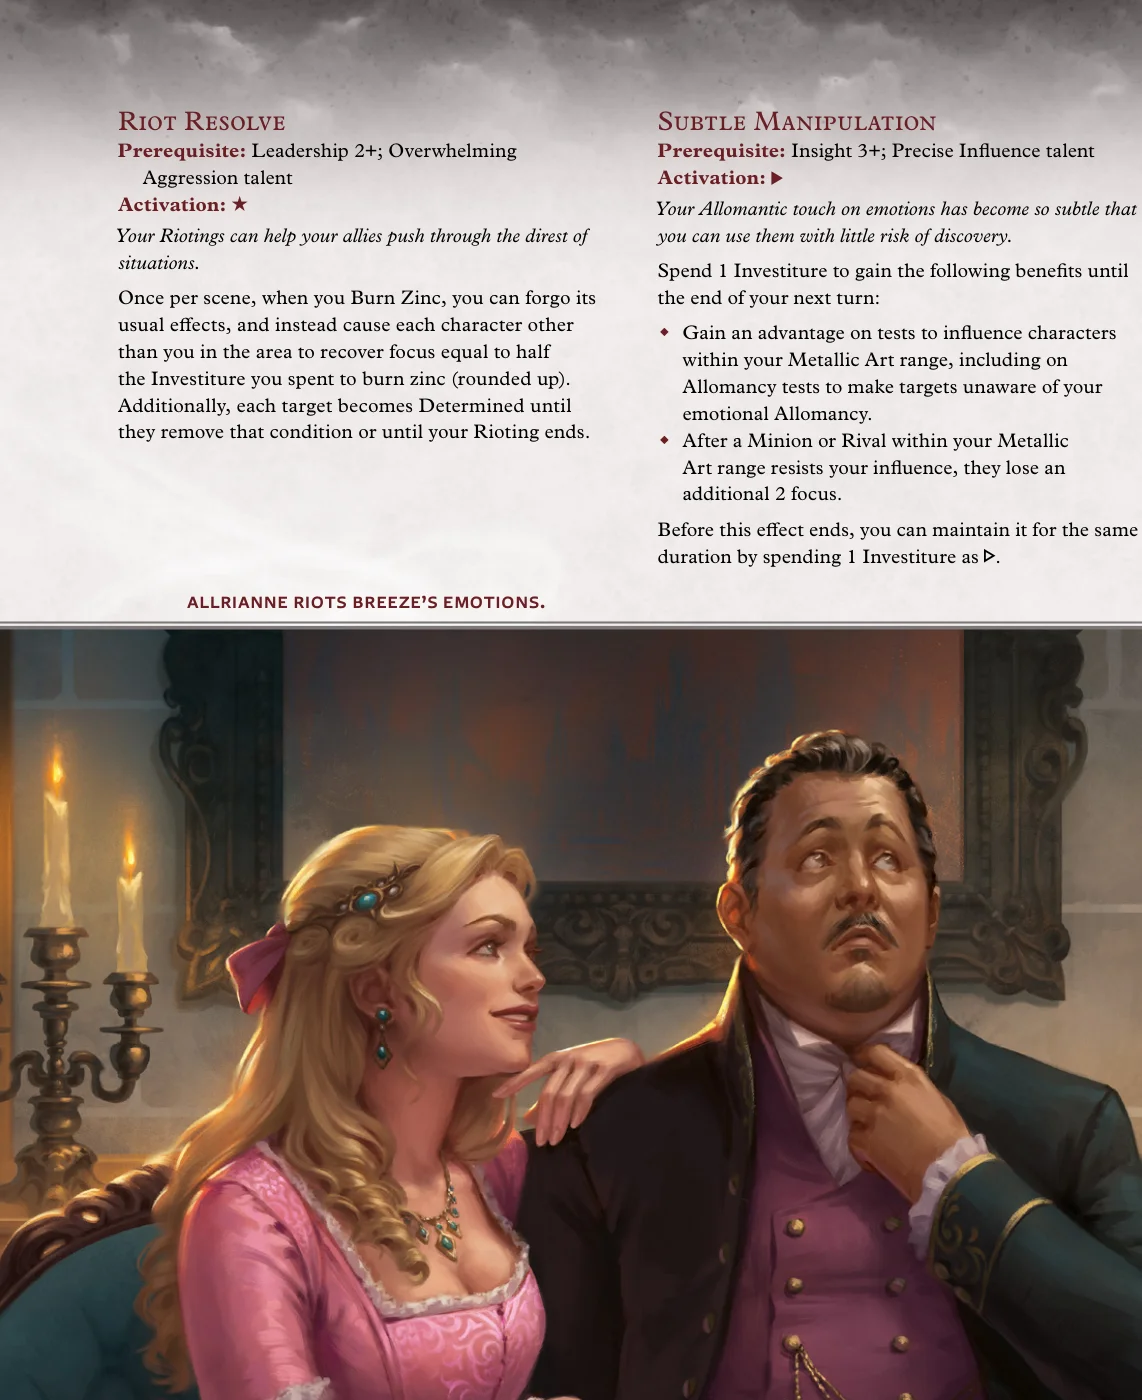 Riot Resolve
Prerequisite: Leadership 2+; Overwhelming
Aggression talent
Activation: ★
Your Riotings can help your allies push through the direst of
situations.
Once per scene, when you Burn Zinc, you can forgo its
usual effects, and instead cause each character other
than you in the area to recover focus equal to half
the Investiture you spent to burn zinc (rounded up).
Additionally, each target becomes Determined until
they remove that condition or until your Rioting ends.
Subtle Manipulation
Prerequisite: Insight 3+; Precise Influence talent
Activation: ▶
Your Allomantic touch on emotions has become so subtle that
you can use them with little risk of discovery.
Spend 1 Investiture to gain the following benefits until
the end of your next turn:
◆ Gain an advantage on tests to influence characters
within your Metallic Art range, including on
Allomancy tests to make targets unaware of your
emotional Allomancy.
◆ After a Minion or Rival within your Metallic
Art range resists your influence, they lose an
additional 2 focus.
Before this effect ends, you can maintain it for the same
duration by spending 1 Investiture as ▷.
ALLRIANNE RIOTS BREEZE'S EMOTIONS.